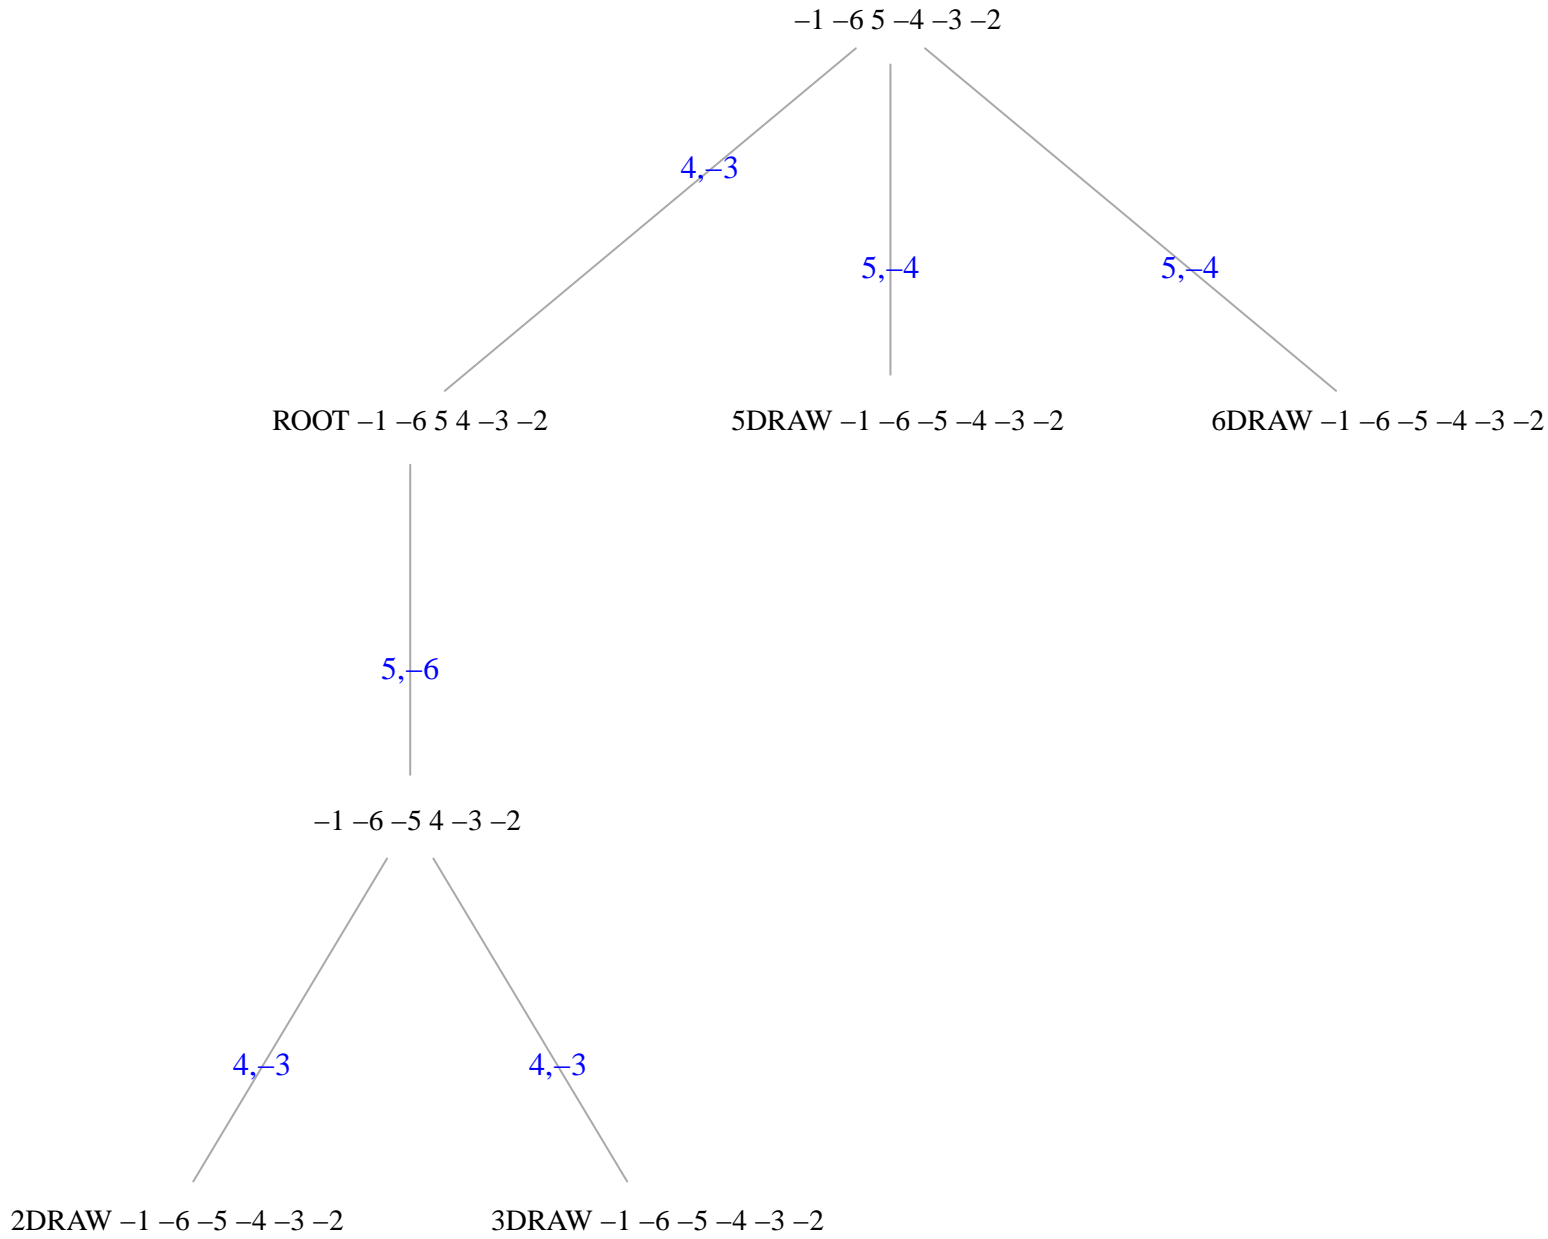 –1 –6 5 –4 –3 –2
4,–3
5,–4
5,–4
ROOT –1 –6 5 4 –3 –2
5DRAW –1 –6 –5 –4 –3 –2
6DRAW –1 –6 –5 –4 –3 –2
5,–6
–1 –6 –5 4 –3 –2
4,–3
4,–3
2DRAW –1 –6 –5 –4 –3 –2
3DRAW –1 –6 –5 –4 –3 –2